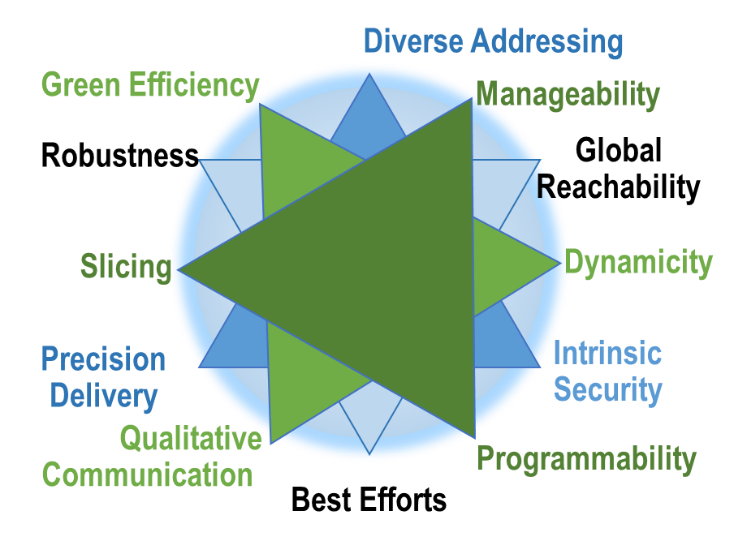 Diverse Addressing
Green Efficiency
Manageability
Robustness
Global
Reachability
Slicing
Dynamicity
Precision
Delivery
Intrinsic
Security
Qualitative
Communication
Programmability
Best Efforts